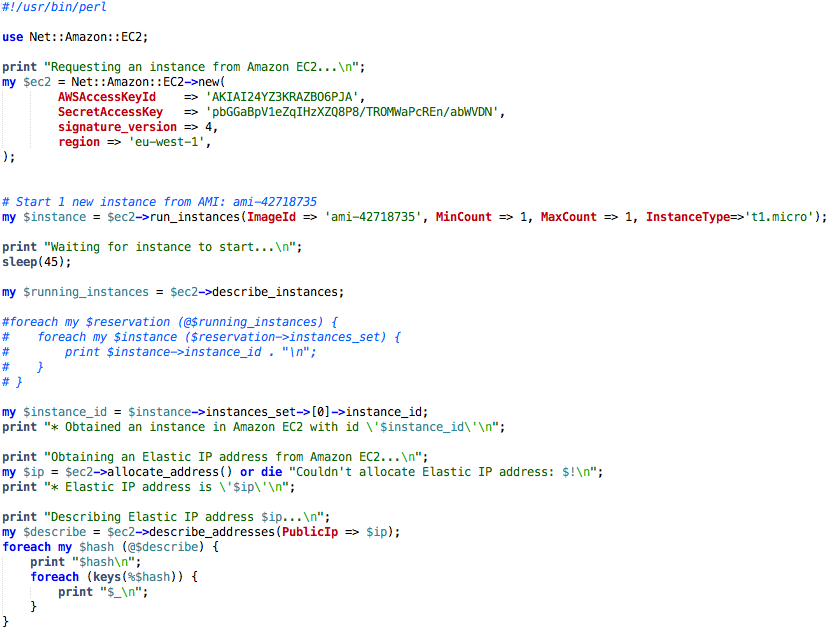 #!/usr/bin/perl
use Net::Amazon::EC2;
print "Requesting an instance from Amazon EC2...\n";
my $ec2 = Net::Amazon::EC2->new(
AWSAccessKeyId => 'AKIAI24YZ3KRAZBO6PJA',
SecretAccessKey => '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',
signature_version => 4,
region => 'eu-west-1',
);
# Start 1 new instance from AMI: ami-42718735
my $instance = $ec2->run_instances(ImageId => 'ami-42718735', MinCount => 1, MaxCount => 1, InstanceType=>'t1.micro');
print "Waiting for instance to start...\n";
sleep(45);
my $running_instances = $ec2->describe_instances;
#foreach my $reservation (@$running_instances) {
#    foreach my $instance ($reservation->instances_set) {
#        print $instance->instance_id . "\n";
#    }
# }
my $instance_id = $instance->instances_set->[0]->instance_id;
print "* Obtained an instance in Amazon EC2 with id \'$instance_id\'\n";
print "Obtaining an Elastic IP address from Amazon EC2...\n";
my $ip = $ec2->allocate_address() or die "Couldn't allocate Elastic IP address: $!\n";
print "* Elastic IP address is \'$ip\'\n";
print "Describing Elastic IP address $ip...\n";
my $describe = $ec2->describe_addresses(PublicIp => $ip);
foreach my $hash (@$describe) {
    print "$hash\n";
    foreach (keys(%$hash)) {
        print "$_\n";
    }
}